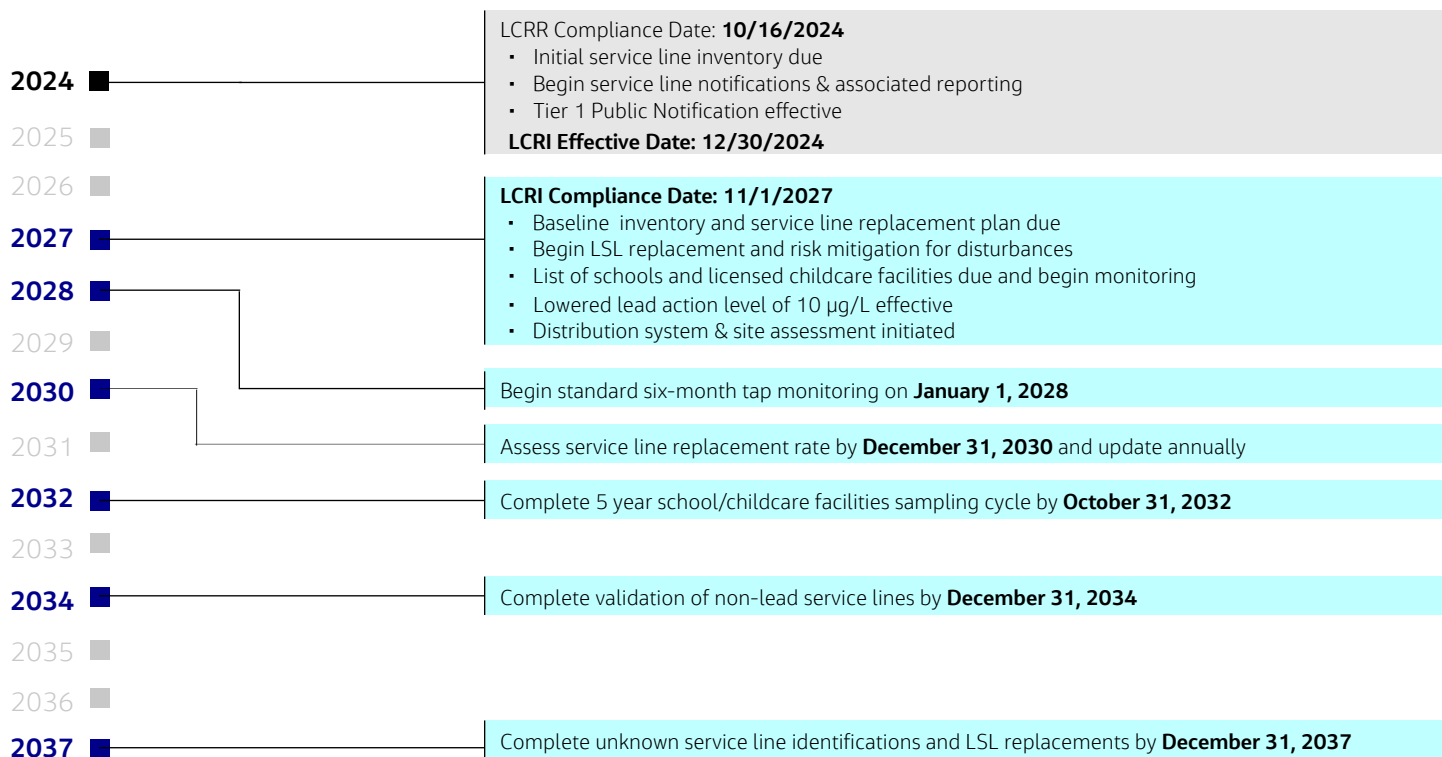 2024
LCRR Compliance Date: 10/16/2024
▪ Initial service line inventory due
▪ Begin service line notifications & associated reporting
▪ Tier 1 Public Notification effective
LCRI Effective Date: 12/30/2024
2025
2026
2027
LCRI Compliance Date: 11/1/2027
▪ Baseline inventory and service line replacement plan due
▪ Begin LSL replacement and risk mitigation for disturbances
▪ List of schools and licensed childcare facilities due and begin monitoring
▪ Lowered lead action level of 10 µg/L effective
▪ Distribution system & site assessment initiated
2028
Begin standard six-month tap monitoring on January 1, 2028
2029
2030
Assess service line replacement rate by December 31, 2030 and update annually
2031
2032
Complete 5 year school/childcare facilities sampling cycle by October 31, 2032
2033
2034
Complete validation of non-lead service lines by December 31, 2034
2035
2036
2037
Complete unknown service line identifications and LSL replacements by December 31, 2037